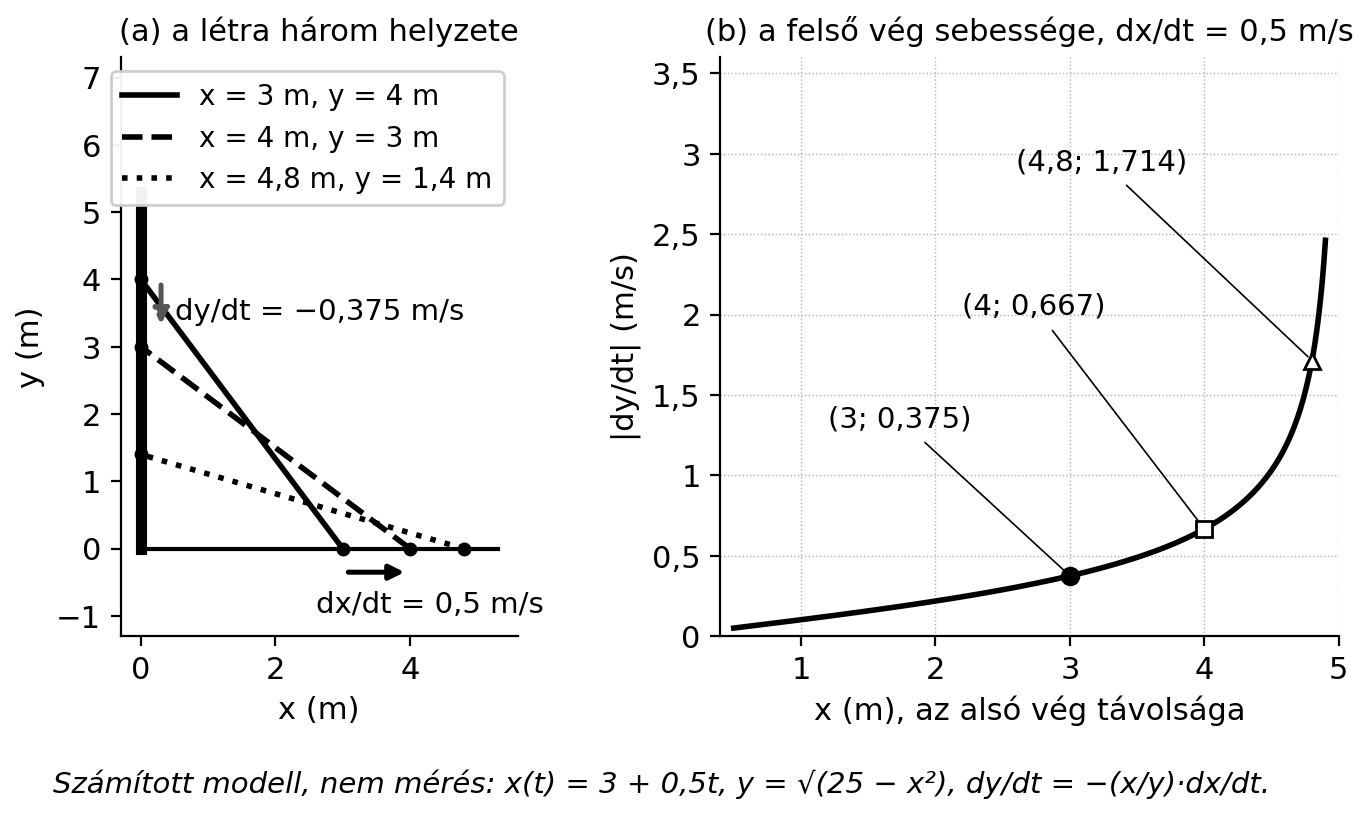 (a) a létra három helyzete
x = 3 m, y = 4 m
x = 4 m, y = 3 m
x = 4,8 m, y = 1,4 m
7
6
5
4
3
2
1
0
−1
y (m)
dy/dt = −0,375 m/s
dx/dt = 0,5 m/s
0
2
4
x (m)
(b) a felső vég sebessége, dx/dt = 0,5 m/s
3,5
3
2,5
2
1,5
1
0,5
0
|dy/dt| (m/s)
(4,8; 1,714)
(4; 0,667)
(3; 0,375)
1
2
3
4
5
x (m), az alsó vég távolsága
Számított modell, nem mérés: x(t) = 3 + 0,5t, y = √(25 − x²), dy/dt = −(x/y)·dx/dt.